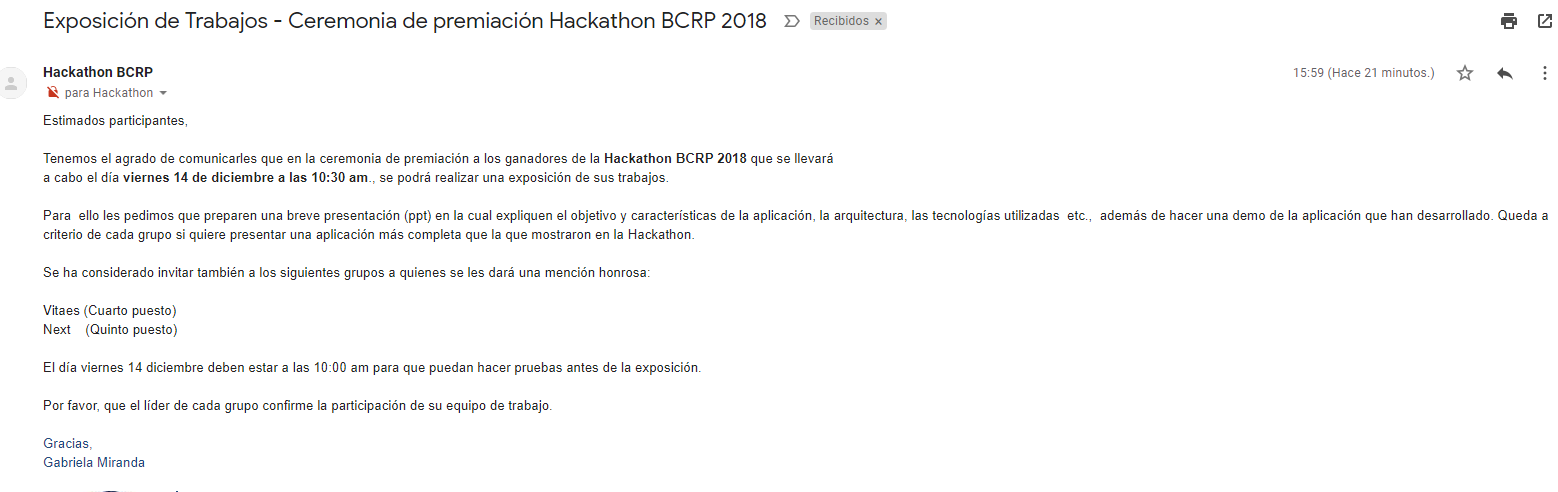 Exposición de Trabajos - Ceremonia de premiación Hackathon BCRP 2018 Recibidos ×
Hackathon BCRP 15:59 (Hace 21 minutos.)
para Hackathon
Estimados participantes,
Tenemos el agrado de comunicarles que en la ceremonia de premiación a los ganadores de la Hackathon BCRP 2018 que se llevará
a cabo el día viernes 14 de diciembre a las 10:30 am., se podrá realizar una exposición de sus trabajos.
Para ello les pedimos que preparen una breve presentación (ppt) en la cual expliquen el objetivo y características de la aplicación, la arquitectura, las tecnologías utilizadas etc., además de hacer una demo de la aplicación que han desarrollado. Queda a
criterio de cada grupo si quiere presentar una aplicación más completa que la que mostraron en la Hackathon.
Se ha considerado invitar también a los siguientes grupos a quienes se les dará una mención honrosa:
Vitaes (Cuarto puesto)
Next (Quinto puesto)
El día viernes 14 diciembre deben estar a las 10:00 am para que puedan hacer pruebas antes de la exposición.
Por favor, que el líder de cada grupo confirme la participación de su equipo de trabajo.
Gracias,
Gabriela Miranda